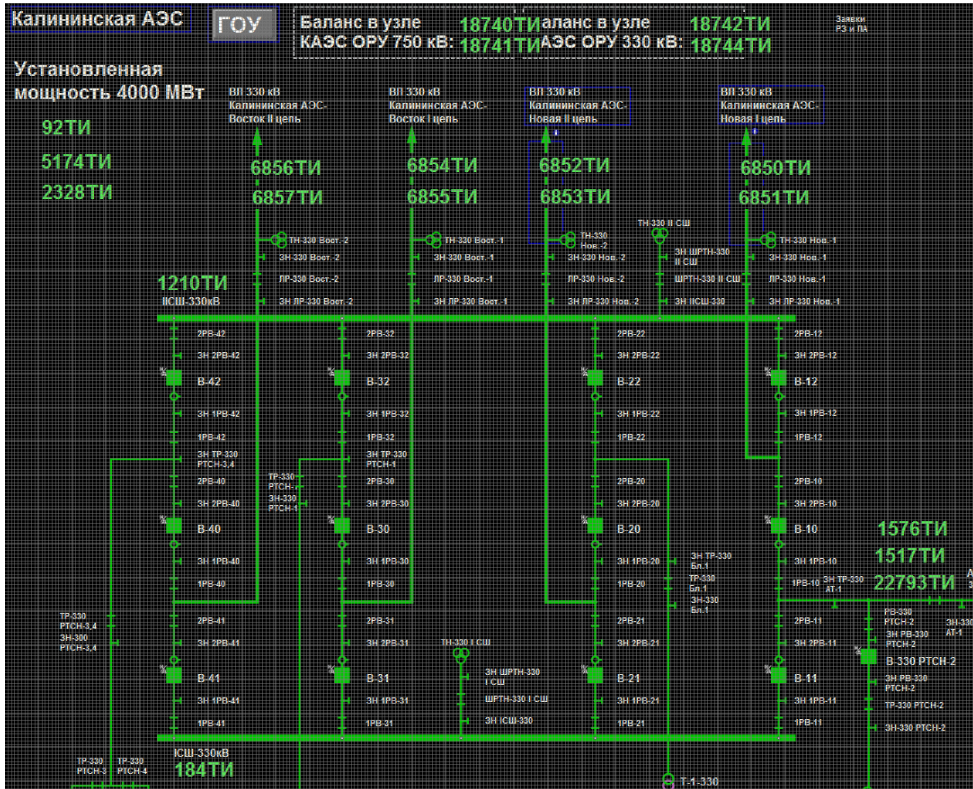 Калининская АЭС
ГОУ
Баланс в узле 18740ТИ
КАЭС ОРУ 750 кВ: 18741ТИ
аланс в узле 18742ТИ
АЭС ОРУ 330 кВ: 18744ТИ
Заявки
РЗ и ПА
Установленная
мощность 4000 МВт
92ТИ
5174ТИ
2328ТИ
ВЛ 330 кВ
Калининская АЭС-
Восток II цепь
ВЛ 330 кВ
Калининская АЭС-
Восток I цепь
ВЛ 330 кВ
Калининская АЭС-
Новая II цепь
ВЛ 330 кВ
Калининская АЭС-
Новая I цепь
6856ТИ
6857ТИ
6854ТИ
6855ТИ
6852ТИ
6853ТИ
6850ТИ
6851ТИ
ТН-330 Вост.-2
ЗН-330 Вост.-2
ЛР-330 Вост.-2
ЗН ЛР-330 Вост.-2
ТН-330 Вост.-1
ЗН-330 Вост.-1
ЛР-330 Вост.-1
ЗН ЛР-330 Вост.-1
ТН-330
Нов.-2
ЗН-330 Нов. 2
ЛР-330 Нов.-2
ЗН ЛР-330 Нов. 2
ТН-330 II СШ
ЗН ШРТН-330
II СШ
ШРТН-330 II СШ
ЗН IIСШ-330
ТН-330 Нов.-1
ЗН-330 Нов.-1
ЛР-330 Нов.-1
ЗН ЛР-330 Нов.-1
1210ТИ
IIСШ-330кВ
2РВ-42
ЗН 2РВ-42
В-42
ЗН 1РВ-42
1РВ-42
ЗН ТР-330
РТСН-3,4
2РВ-40
ЗН 2РВ-40
В-40
ЗН 1РВ-40
1РВ-40
2РВ-41
ЗН 2РВ-41
В-41
ЗН 1РВ-41
1РВ-41
ТР-330
РТСН-3,4
ЗН-300
РТСН-3,4
2РВ-32
ЗН 2РВ-32
В-32
ЗН 1РВ-32
1РВ-32
ЗН ТР-330
РТСН-1
ТР-330
РТСН-
ЗН-330
РТСН-1
2РВ-30
ЗН 2РВ-30
В-30
ЗН 1РВ-30
1РВ-30
2РВ-31
ЗН 2РВ-31
В-31
ЗН 1РВ-31
1РВ-31
ТН-330 I СШ
ЗН ШРТН-330
I СШ
ШРТН-330 I СШ
ЗН IСШ-330
2РВ-22
ЗН 2РВ-22
В-22
ЗН 1РВ-22
1РВ-22
2РВ-20
ЗН 2РВ-20
В-20
ЗН 1РВ-20
1РВ-20
ЗН ТР-330
Бл.1
ТР-330
Бл.1
ЗН-330
Бл.1
2РВ-21
ЗН 2РВ-21
В-21
ЗН 1РВ-21
1РВ-21
2РВ-12
ЗН 2РВ-12
В-12
ЗН 1РВ-12
1РВ-12
2РВ-10
ЗН 2РВ-10
В-10
ЗН 1РВ-10
1РВ-10
ЗН ТР-330
АТ-1
1576ТИ
1517ТИ
22793ТИ
2РВ-11
ЗН 2РВ-11
В-11
ЗН 1РВ-11
1РВ-11
РВ-330
РТСН-2
ЗН РВ-330
РТСН-2
ЗН-330
АТ-1
В-330 РТСН-2
ЗН РВ-330
РТСН-2
ТР-330 РТСН-2
ЗН-330 РТСН-2
IСШ-330кВ
184ТИ
ТР-330
РТСН-3
ТР-330
РТСН-4
Т-1-330